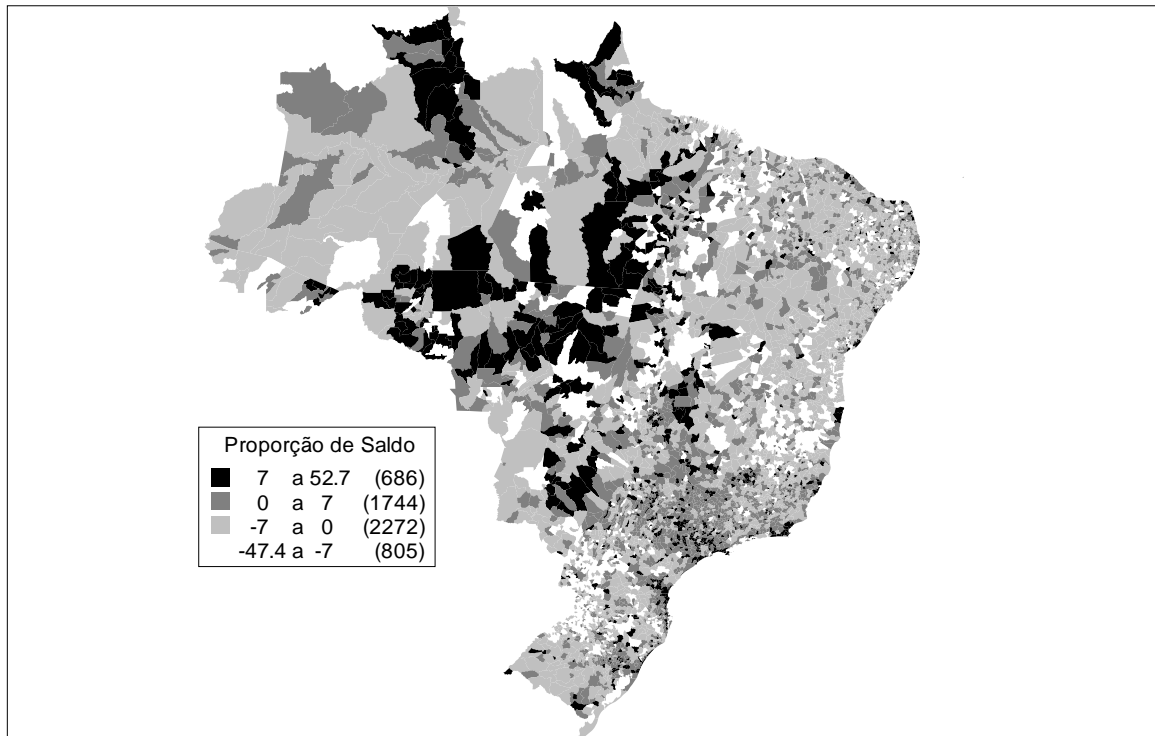 Proporção de Saldo
7 a 52.7 (686)
0 a 7 (1744)
-7 a 0 (2272)
-47.4 a -7 (805)